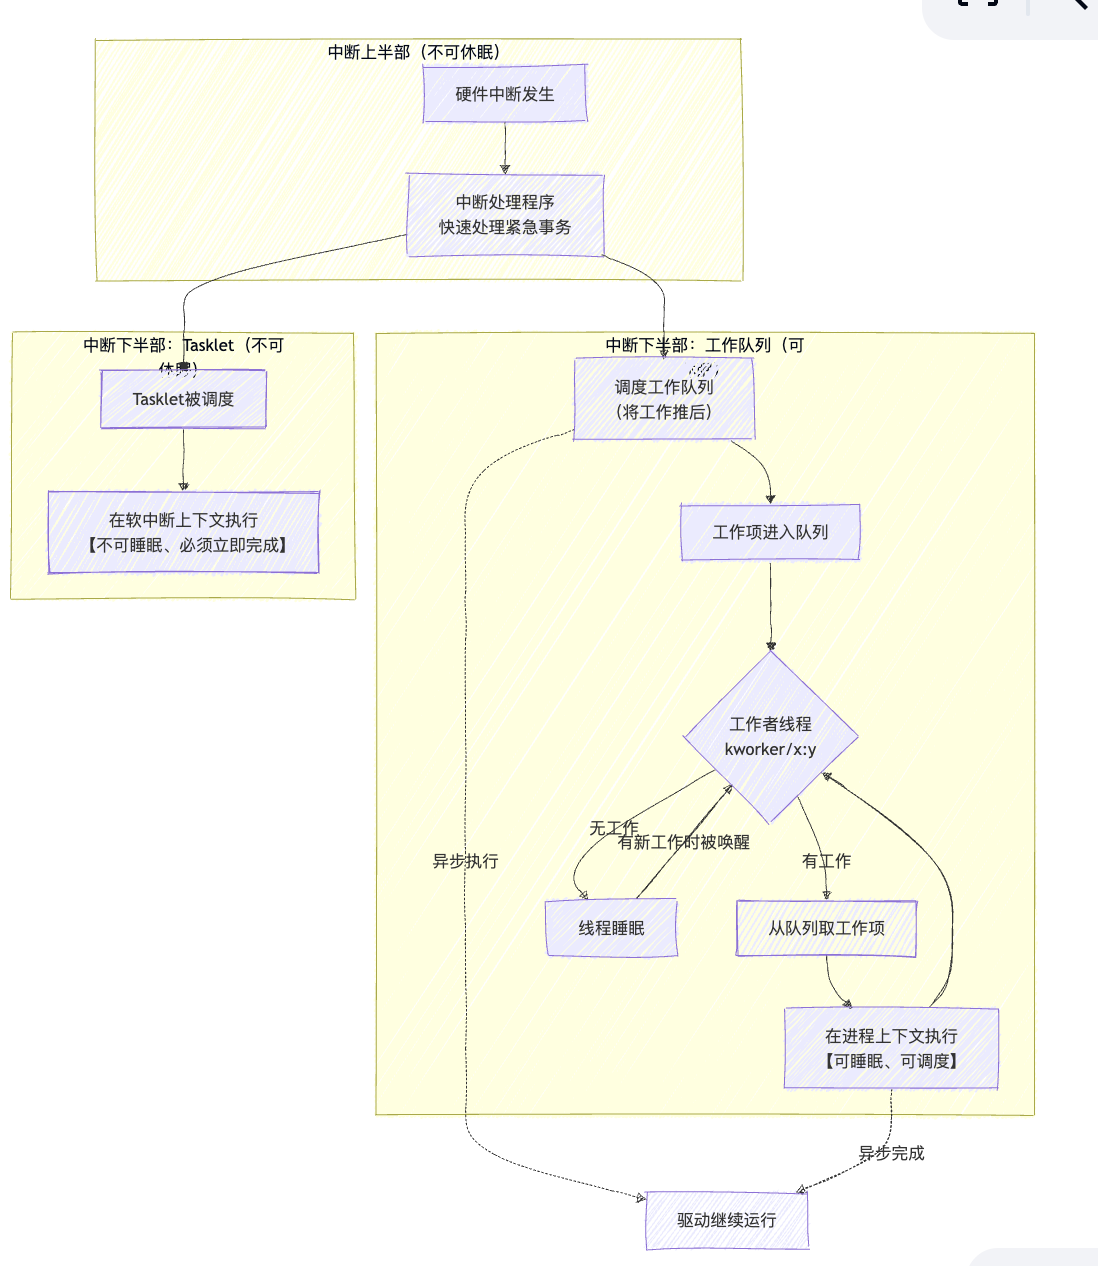 中断上半部（不可休眠）
硬件中断发生
中断处理程序
快速处理紧急事务
中断下半部：Tasklet（不可
休眠）
Tasklet被调度
在软中断上下文执行
【不可睡眠、必须立即完成】
中断下半部：工作队列（可
调度工作队列
（将工作推后）
工作项进入队列
工作者线程
kworker/x:y
无工作
有新工作时被唤醒
异步执行
有工作
线程睡眠
从队列取工作项
在进程上下文执行
【可睡眠、可调度】
异步完成
驱动继续运行